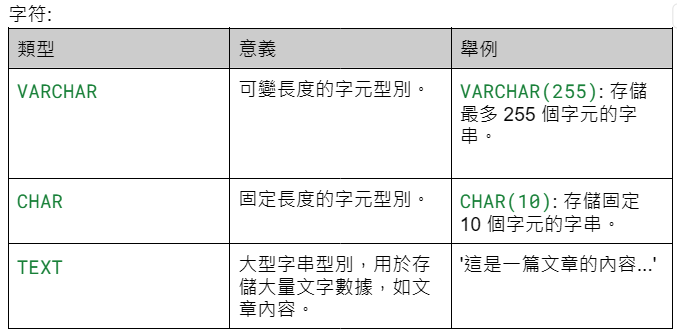 字符:
類型 意義 舉例
VARCHAR 可變長度的字元型別。 VARCHAR(255): 存儲
最多 255 個字元的字
串。
CHAR 固定長度的字元型別。 CHAR(10): 存儲固定
10 個字元的字串。
TEXT 大型字串型別，用於存 '這是一篇文章的內容...'
儲大量文字數據，如文
章內容。